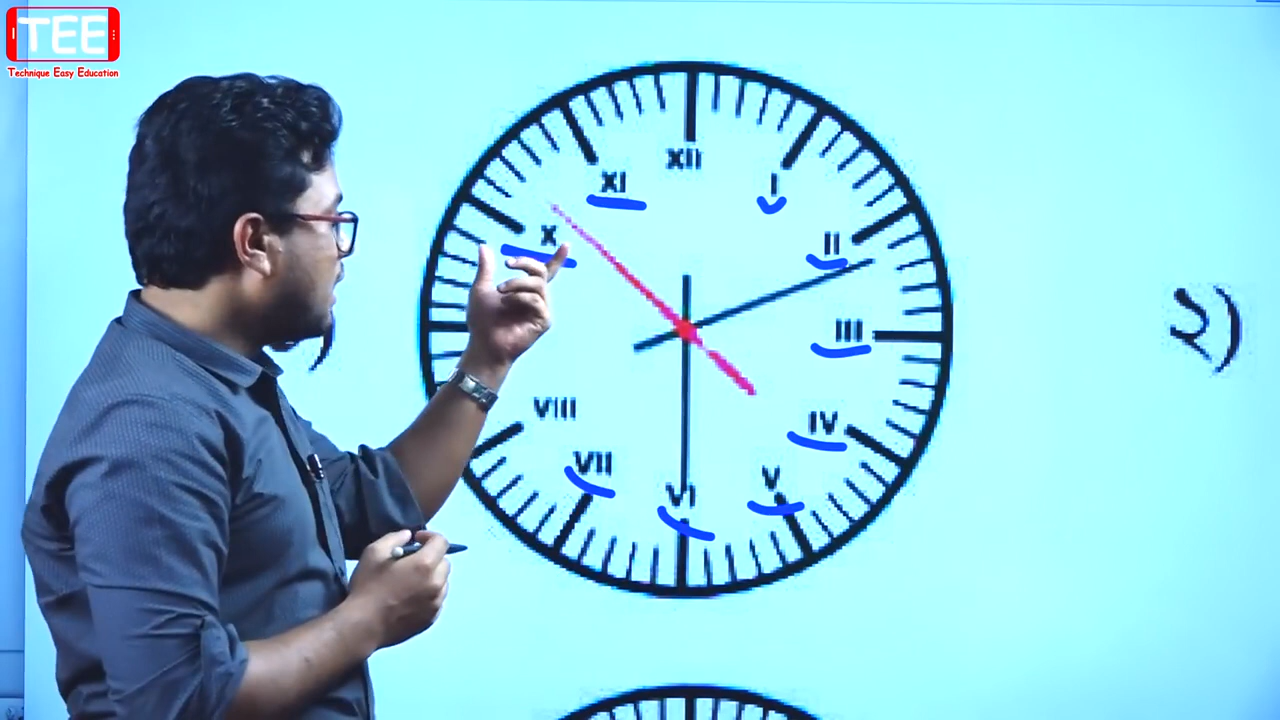 TEE
Technique Easy Education
XII
XI
I
X
II
III
VIII
IV
VII
V
VI
২)